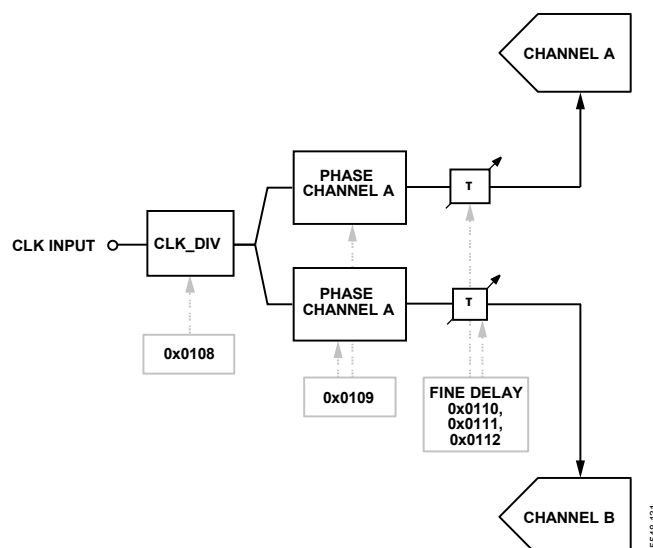 CHANNEL A
PHASE
CHANNEL A
T
CLK INPUT
CLK_DIV
PHASE
CHANNEL A
T
0x0108
0x0109
FINE DELAY
0x0110,
0x0111,
0x0112
CHANNEL B